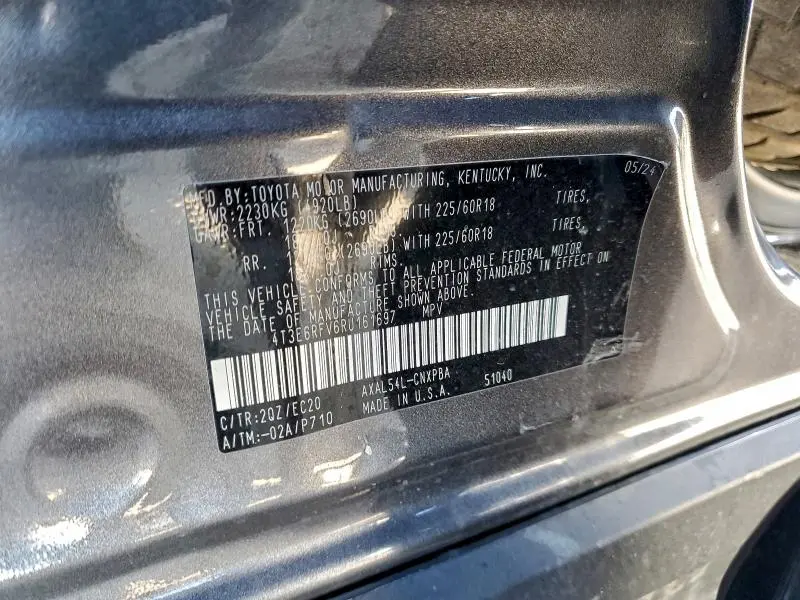 MFD BY:TOYOTA MOTOR MANUFACTURING, KENTUCKY, INC. 05/24
GVWR:2230KG (4920LB)
GAWR:FRT. 1220KG (2690LB) WITH 225/60R18 TIRES,
RIMS,
RR. WITH 225/60R18 TIRES,
RIMS,
THIS VEHICLE CONFORMS TO ALL APPLICABLE FEDERAL MOTOR
VEHICLE SAFETY AND THEFT PREVENTION STANDARDS IN EFFECT ON
THE DATE OF MANUFACTURE SHOWN ABOVE.
4T3E6RFV6RU161697 MPV
C/TR:2QZ/EC20 AXAL54L-CNXPBA 51040
A/TM:-02A/P710 MADE IN U.S.A.